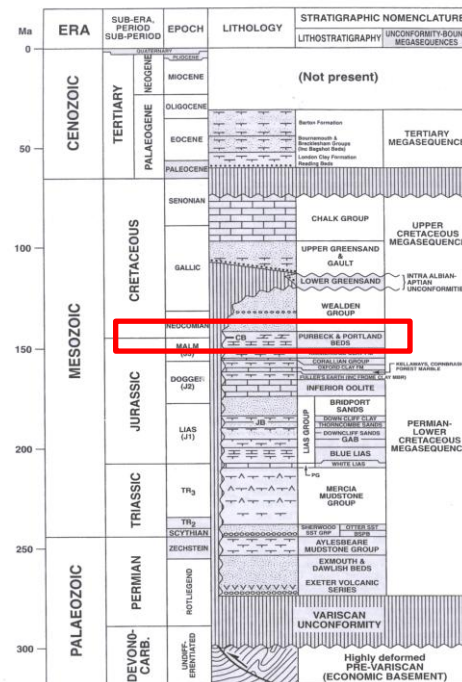 Ma
ERA
SUB-ERA,
PERIOD
SUB-PERIOD
EPOCH
LITHOLOGY
STRATIGRAPHIC NOMENCLATURE
LITHOSTRATIGRAPHY
UNCONFORMITY-BOUND
MEGASEQUENCES
0
50
100
150
200
250
300
CENOZOIC
MESOZOIC
PALAEOZOIC
QUATERNARY
TERTIARY
NEOGENE
PALAEOGENE
CRETACEOUS
JURASSIC
TRIASSIC
PERMIAN
DEVONO-
CARB.
PLIOCENE
MIOCENE
OLIGOCENE
EOCENE
PALEOCENE
SENONIAN
GALLIC
NEOCOMIAN
MALM
DOGGER
(J2)
LIAS
(J1)
TR3
TR2
SCYTHIAN
ZECHSTEIN
ROTLIEGEND
UNDIFF-
ERENTIATED
CB
JB
(Not present)
Barton Formation
Bournemouth &
Bracklesham Groups
(inc Bagshot Beds)
London Clay Formation
Reading Beds
CHALK GROUP
UPPER GREENSAND
&
GAULT
LOWER GREENSAND
WEALDEN
GROUP
PURBECK & PORTLAND
BEDS
CORALLIAN GROUP
OXFORD CLAY FM
INFERIOR OOLITE
LIAS GROUP
BRIDPORT
SANDS
DOWN CLIFF CLAY
THORNCOMBE SANDS
DOWNCLIFF SANDS
GAB
BLUE LIAS
WHITE LIAS
PG
MERCIA
MUDSTONE
GROUP
SHERWOOD
SST GRP
OTTER SST
BSPB
AYLESBEARE
MUDSTONE GROUP
EXMOUTH &
DAWLISH BEDS
EXETER VOLCANIC
SERIES
VARISCAN
UNCONFORMITY
Highly deformed
PRE-VARISCAN
(ECONOMIC BASEMENT)
TERTIARY
MEGASEQUENCE
UPPER
CRETACEOUS
MEGASEQUENCE
INTRA ALBIAN-
APTIAN
UNCONFORMITIES
FOREST MARBLE
PERMIAN-
LOWER
CRETACEOUS
MEGASEQUENCE